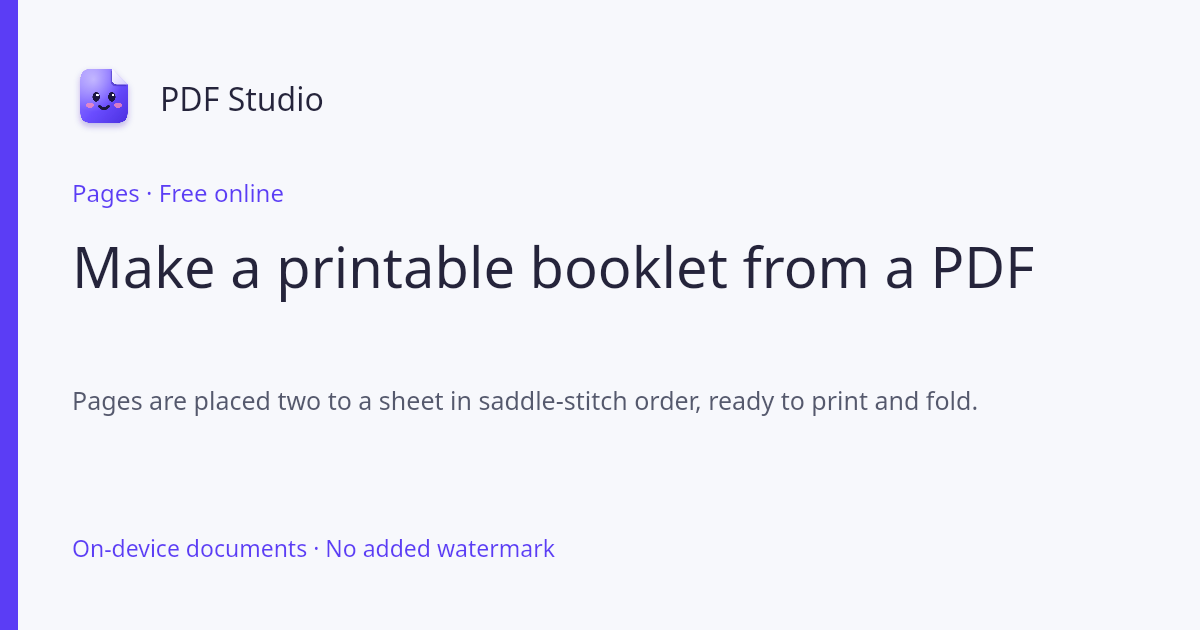 PDF Studio
Pages · Free online
Make a printable booklet from a PDF
Pages are placed two to a sheet in saddle-stitch order, ready to print and fold.
On-device documents · No added watermark